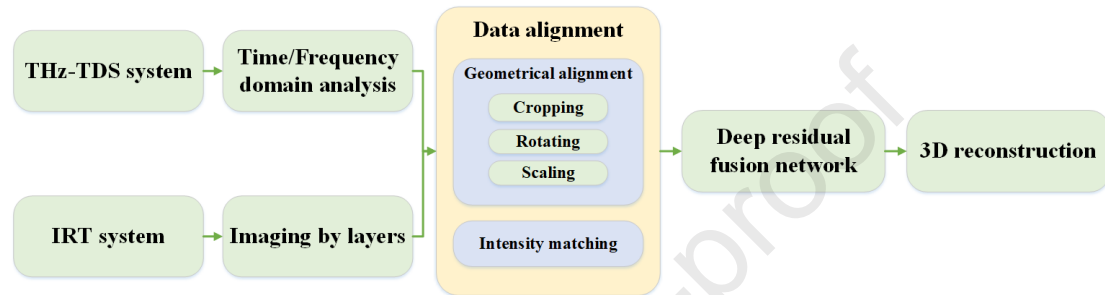 THz-TDS system
Time/Frequency
domain analysis
IRT system
Imaging by layers
Data alignment
Geometrical alignment
Cropping
Rotating
Scaling
Intensity matching
Deep residual
fusion network
3D reconstruction
proof